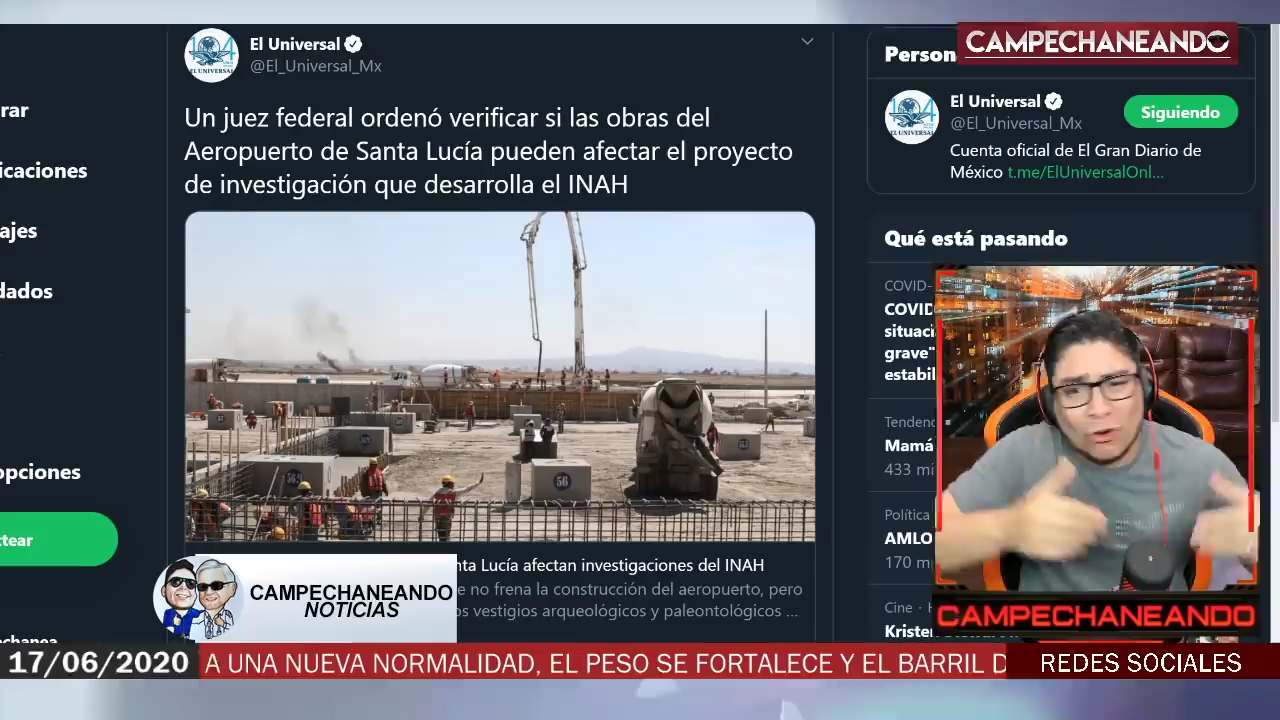 CAMPECHANEANDO
El Universal
@El_Universal_Mx
Un juez federal ordenó verificar si las obras del
Aeropuerto de Santa Lucía pueden afectar el proyecto
de investigación que desarrolla el INAH
56
nta Lucía afectan investigaciones del INAH
e no frena la construcción del aeropuerto, pero
os vestigios arqueológicos y paleontológicos ...
rar
icaciones
ajes
dados
opciones
ttear
Person
El Universal
@El_Universal_Mx
Siguiendo
Cuenta oficial de El Gran Diario de
México t.me/ElUniversalOnl...
Qué está pasando
COVID-
COVID
situaci
grave"
estabil
Tendenc
Mamá
433 mi
Política
AMLO
170 m
Cine · H
CAMPECHANEANDO
CAMPECHANEANDO
NOTICIAS
17/06/2020
A UNA NUEVA NORMALIDAD, EL PESO SE FORTALECE Y EL BARRIL D
REDES SOCIALES